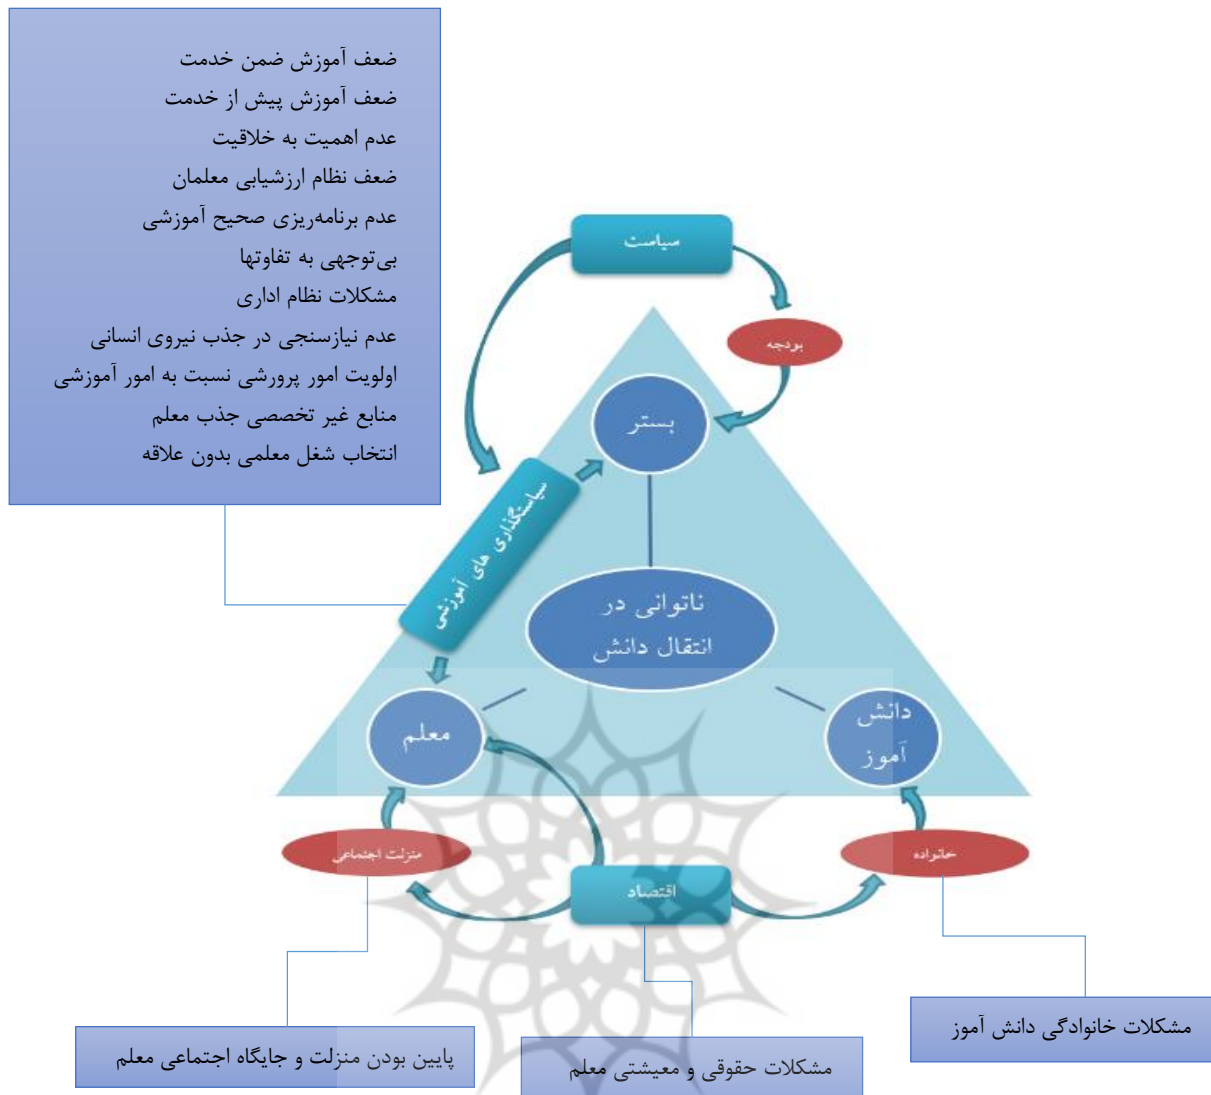 ضعف آموزش ضمن خدمت
ضعف آموزش پیش از خدمت
عدم اهمیت به خلاقیت
ضعف نظام ارزشیابی معلمان
عدم برنامه‌ریزی صحیح آموزشی
بی‌توجهی به تفاوتها
مشکلات نظام اداری
عدم نیازسنجی در جذب نیروی انسانی
اولویت امور پرورشی نسبت به امور آموزشی
منابع غیر تخصصی جذب معلم
انتخاب شغل معلمی بدون علاقه
سیاست
بودجه
بستر
سیاستگذاری های آموزشی
ناتوانی در
انتقال دانش
دانش
آموز
معلم
خانواده
منزلت اجتماعی
اقتصاد
مشکلات خانوادگی دانش آموز
مشکلات حقوقی و معیشتی معلم
پایین بودن منزلت و جایگاه اجتماعی معلم